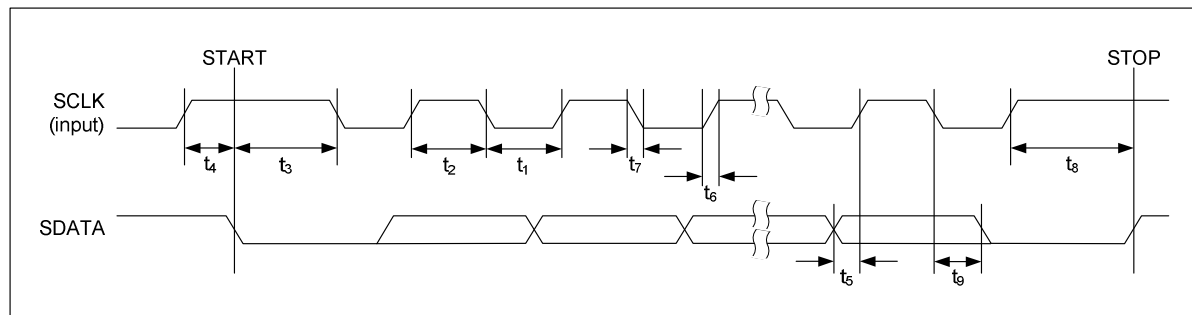 START STOP
SCLK
(input)
t4 t3 t2 t1 t7 t6 t8
SDATA
t5 t9